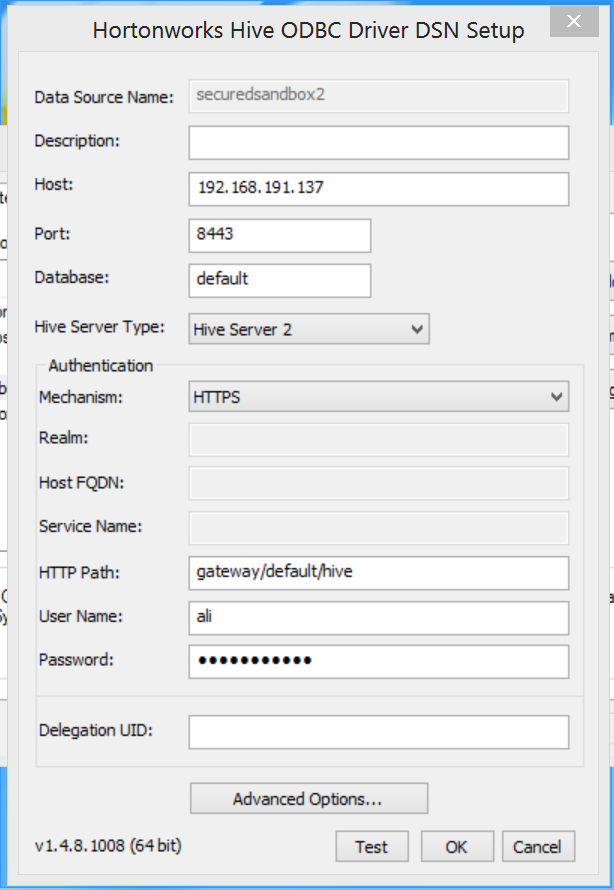 Hortonworks Hive ODBC Driver DSN Setup
Data Source Name: securedsandbox2
Description:
Host: 192.168.191.137
Port: 8443
Database: default
Hive Server Type: Hive Server 2
Authentication
Mechanism: HTTPS
Realm:
Host FQDN:
Service Name:
HTTP Path: gateway/default/hive
User Name: ali
Password: ●●●●●●●●●●●
Delegation UID:
Advanced Options...
v1.4.8.1008 (64 bit) Test OK Cancel